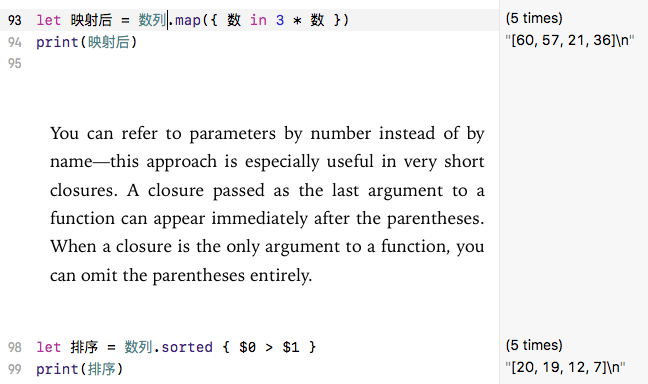 93 let 映射后 = 数列.map({ 数 in 3 * 数 }) (5 times)
94 print(映射后) "[60, 57, 21, 36]\n"
95
You can refer to parameters by number instead of by
name—this approach is especially useful in very short
closures. A closure passed as the last argument to a
function can appear immediately after the parentheses.
When a closure is the only argument to a function, you
can omit the parentheses entirely.
98 let 排序 = 数列.sorted { $0 > $1 } (5 times)
99 print(排序) "[20, 19, 12, 7]\n"